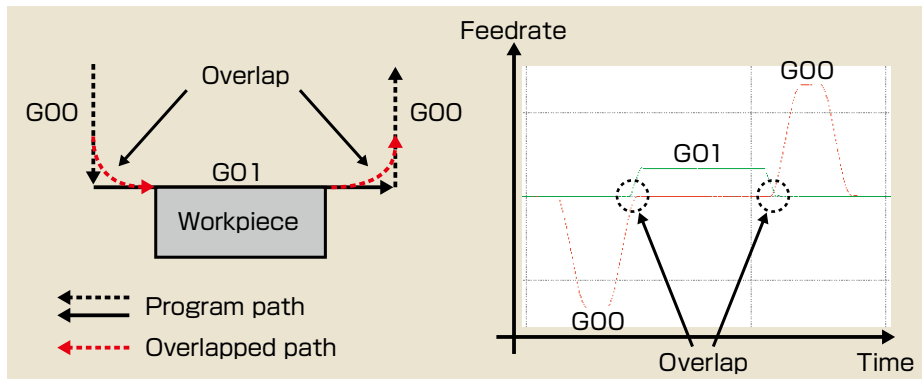 G00
Overlap
G00
G01
Workpiece
Program path
Overlapped path
Feedrate
G00
G01
G00
Overlap
Time